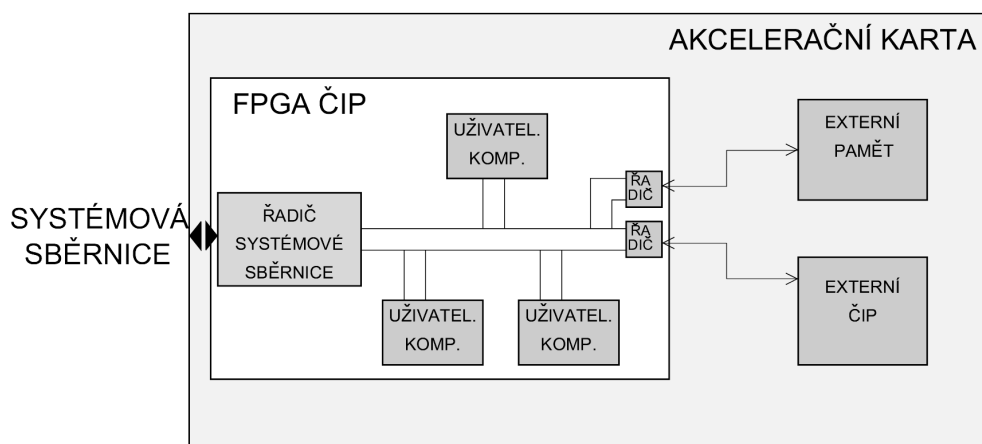 AKCELERAČNÍ KARTA
FPGA ČIP
UŽIVATEL.
KOMP.
EXTERNÍ
PAMĚT
ŘA
DIČ
SYSTÉMOVÁ
SBĚRNICE
ŘADIČ
SYSTÉMOVÉ
SBĚRNICE
ŘA
DIČ
EXTERNÍ
ČIP
UŽIVATEL.
KOMP.
UŽIVATEL.
KOMP.